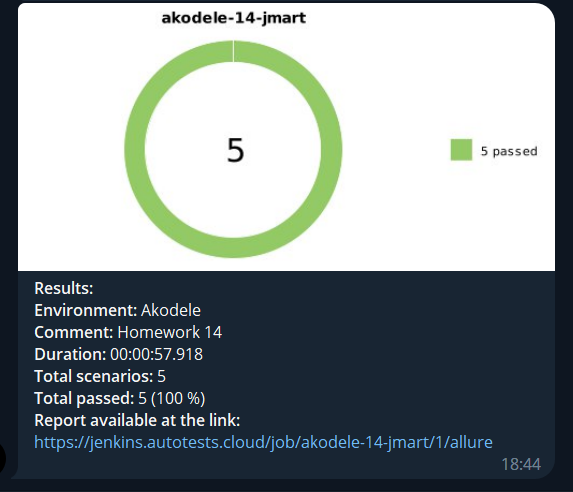 akodele-14-jmart
5
5 passed
Results:
Environment: Akodele
Comment: Homework 14
Duration: 00:00:57.918
Total scenarios: 5
Total passed: 5 (100 %)
Report available at the link:
https://jenkins.autotests.cloud/job/akodele-14-jmart/1/allure
18:44